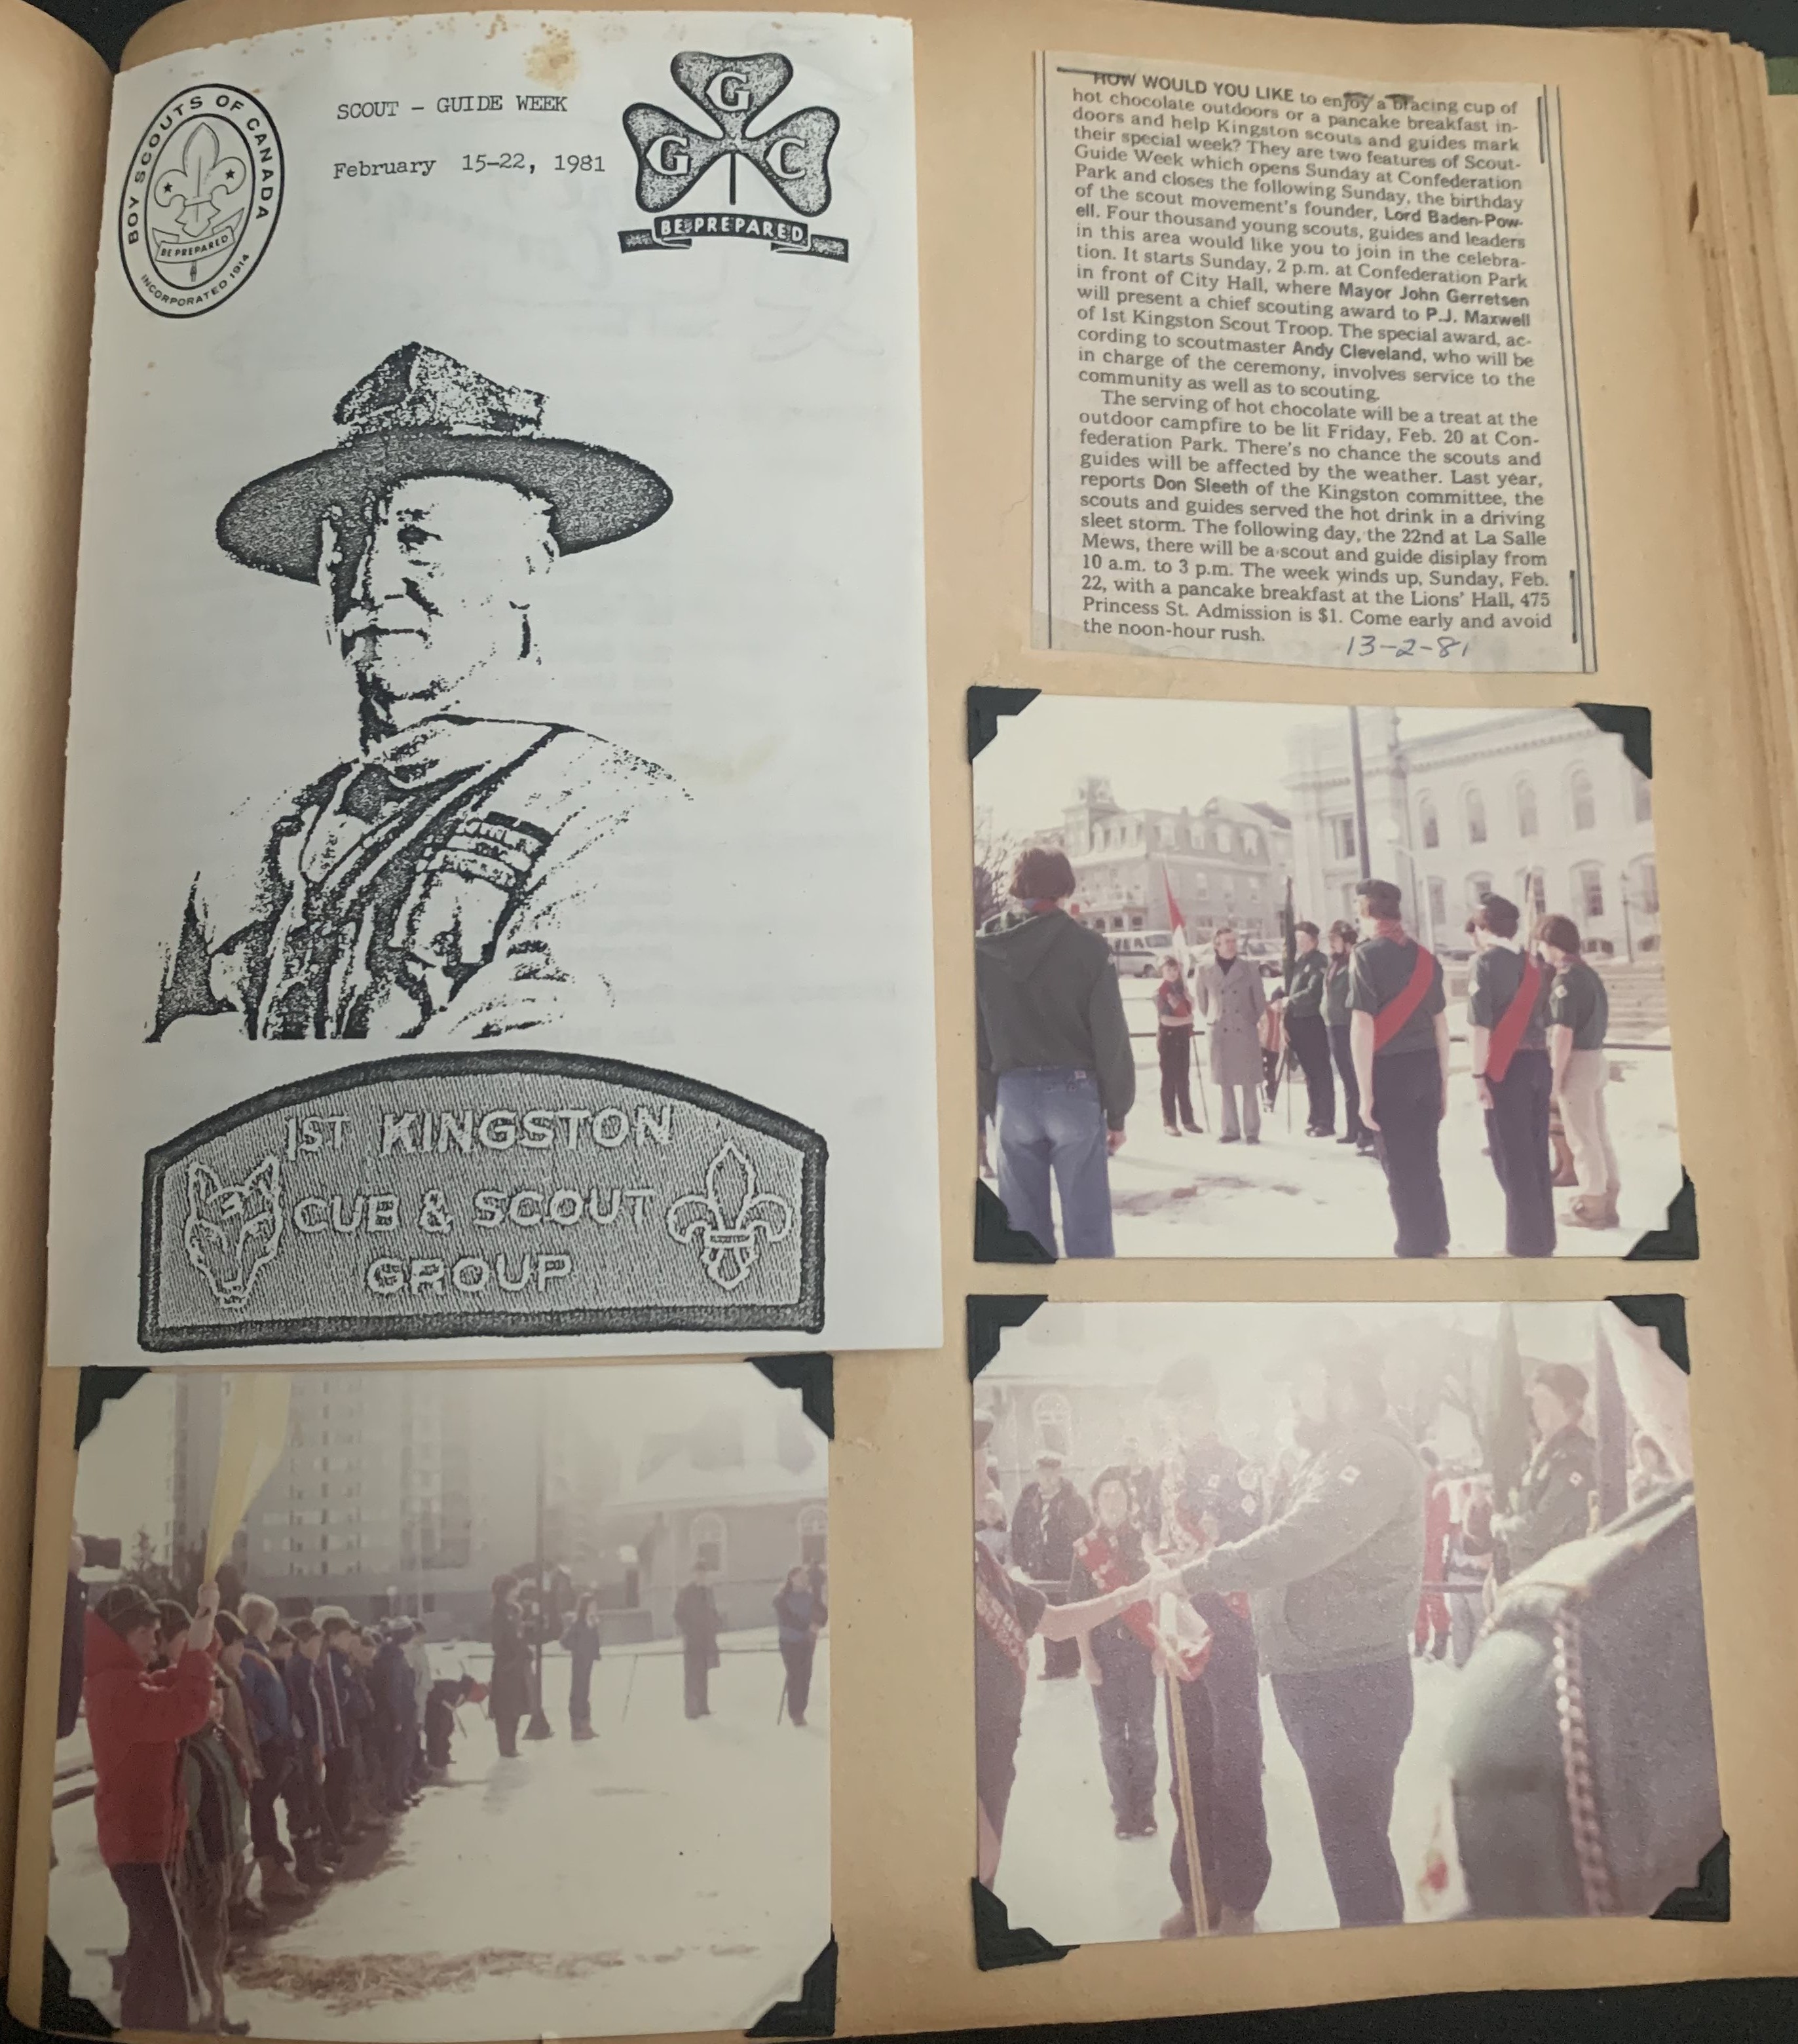 BOY SCOUTS OF CANADA
BE PREPARED
INCORPORATED 1914
SCOUT - GUIDE WEEK
February 15-22, 1981
G
G C
BE PREPARED
1ST KINGSTON
CUB & SCOUT
GROUP
HOW WOULD YOU LIKE to enjoy a bracing cup of
hot chocolate outdoors or a pancake breakfast in-
doors and help Kingston scouts and guides mark
their special week? They are two features of Scout-
Guide Week which opens Sunday at Confederation
Park and closes the following Sunday, the birthday
of the scout movement's founder, Lord Baden-Pow-
ell. Four thousand young scouts, guides and leaders
in this area would like you to join in the celebra-
tion. It starts Sunday, 2 p.m. at Confederation Park
in front of City Hall, where Mayor John Gerretsen
will present a chief scouting award to P.J. Maxwell
of 1st Kingston Scout Troop. The special award, ac-
cording to scoutmaster Andy Cleveland, who will be
in charge of the ceremony, involves service to the
community as well as to scouting.
The serving of hot chocolate will be a treat at the
outdoor campfire to be lit Friday, Feb. 20 at Con-
federation Park. There's no chance the scouts and
guides will be affected by the weather. Last year,
reports Don Sleeth of the Kingston committee, the
scouts and guides served the hot drink in a driving
sleet storm. The following day, the 22nd at La Salle
Mews, there will be a scout and guide disiplay from
10 a.m. to 3 p.m. The week winds up, Sunday, Feb.
22, with a pancake breakfast at the Lions' Hall, 475
Princess St. Admission is $1. Come early and avoid
the noon-hour rush.
13-2-81